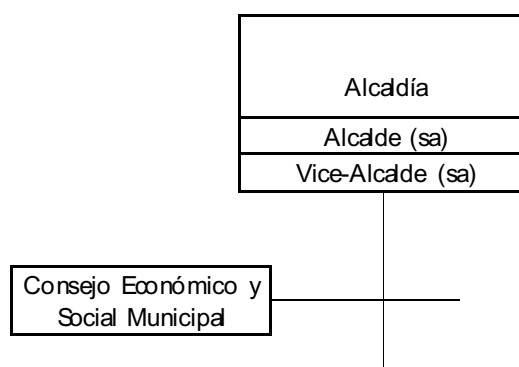 Alcaldía
Alcalde (sa)
Vice-Alcalde (sa)
Consejo Económico y
Social Municipal